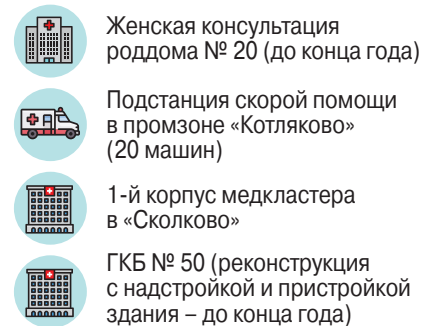 Женская консультация
роддома № 20 (до конца года)
Подстанция скорой помощи
в промзоне «Котляково»
(20 машин)
1-й корпус медкластера
в «Сколково»
ГКБ № 50 (реконструкция
с надстройкой и пристройкой
здания – до конца года)